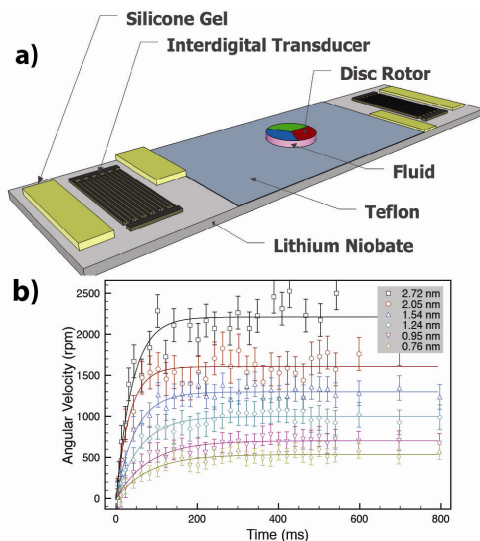 a)
Silicone Gel
Interdigital Transducer
Disc Rotor
Fluid
Teflon
Lithium Niobate
b)
2500
2000
1500
1000
500
0
Angular Velocity (rpm)
2.72 nm
2.05 nm
1.54 nm
1.24 nm
0.95 nm
0.76 nm
0 200 400 600 800
Time (ms)